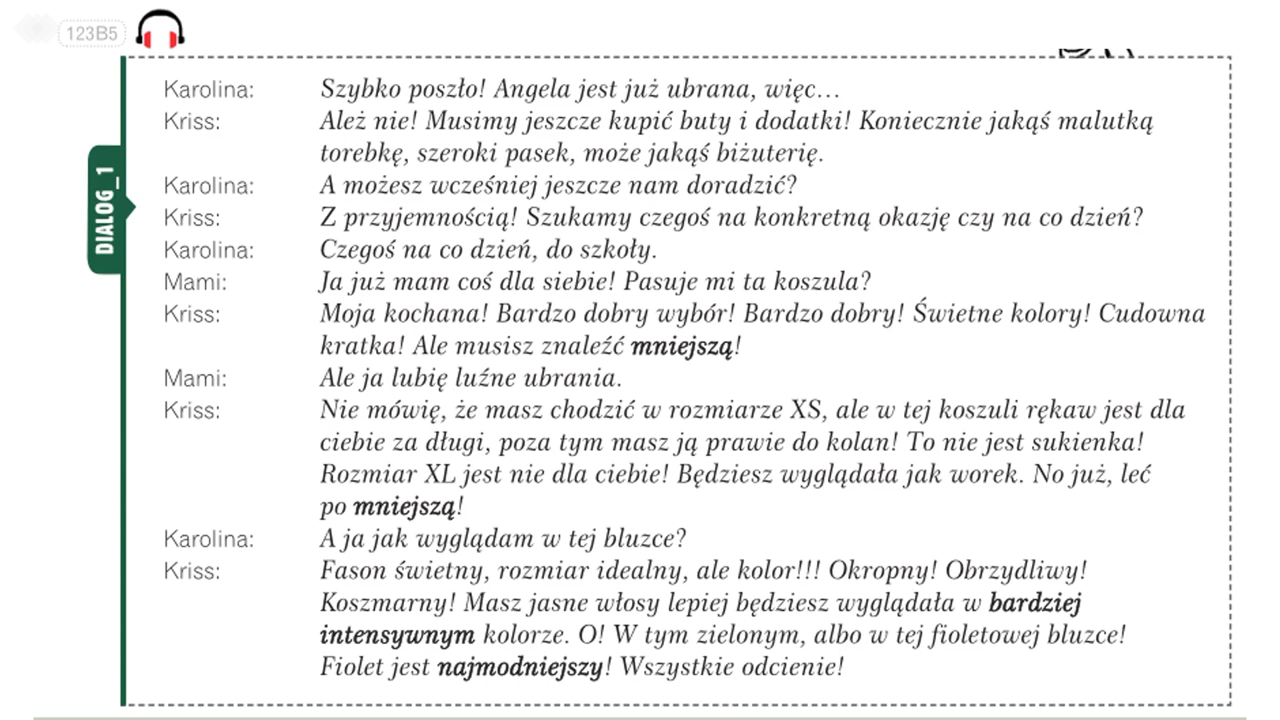 123B5
Karolina: Szybko poszło! Angela jest już ubrana, więc…
Kriss: Ależ nie! Musimy jeszcze kupić buty i dodatki! Koniecznie jakąś malutką
torebkę, szeroki pasek, może jakąś biżuterię.
Karolina: A możesz wcześniej jeszcze nam doradzić?
Kriss: Z przyjemnością! Szukamy czegoś na konkretną okazję czy na co dzień?
Karolina: Czegoś na co dzień, do szkoły.
Mami: Ja już mam coś dla siebie! Pasuje mi ta koszula?
Kriss: Moja kochana! Bardzo dobry wybór! Bardzo dobry! Świetne kolory! Cudowna
kratka! Ale musisz znaleźć mniejszą!
Mami: Ale ja lubię luźne ubrania.
Kriss: Nie mówię, że masz chodzić w rozmiarze XS, ale w tej koszuli rękaw jest dla
ciebie za długi, poza tym masz ją prawie do kolan! To nie jest sukienka!
Rozmiar XL jest nie dla ciebie! Będziesz wyglądała jak worek. No już, leć
po mniejszą!
Karolina: A ja jak wyglądam w tej bluzce?
Kriss: Fason świetny, rozmiar idealny, ale kolor!!! Okropny! Obrzydliwy!
Koszmarny! Masz jasne włosy lepiej będziesz wyglądała w bardziej
intensywnym kolorze. O! W tym zielonym, albo w tej fioletowej bluzce!
Fiolet jest najmodniejszy! Wszystkie odcienie!
DIALOG_1